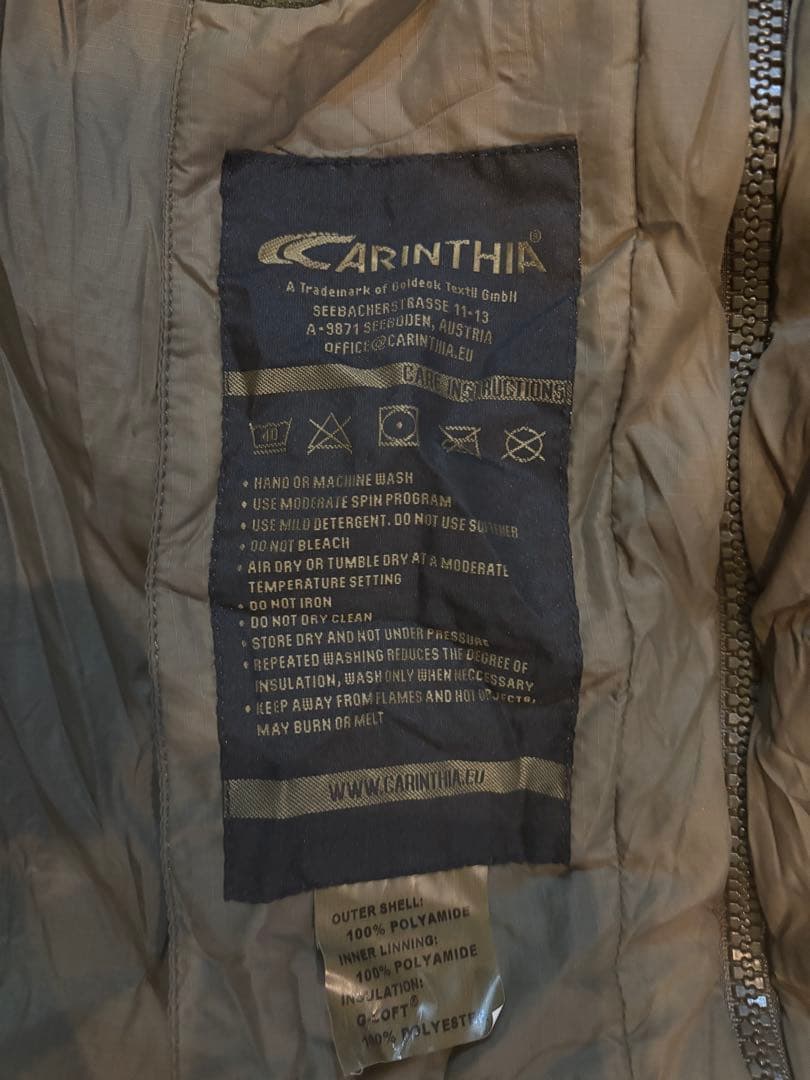 CARINTHIA®
A Trademark of Goldeck Textil GmbH
SEEBACHERSTRASSE 11-13
A-9871 SEEBODEN, AUSTRIA
OFFICE@CARINTHIA.EU
CARE INSTRUCTIONS
40
• HAND OR MACHINE WASH
• USE MODERATE SPIN PROGRAM
• USE MILD DETERGENT. DO NOT USE SOFTENER
• DO NOT BLEACH
• AIR DRY OR TUMBLE DRY AT A MODERATE
TEMPERATURE SETTING
• DO NOT IRON
• DO NOT DRY CLEAN
• STORE DRY AND NOT UNDER PRESSURE
• REPEATED WASHING REDUCES THE DEGREE OF
INSULATION, WASH ONLY WHEN NECCESSARY
• KEEP AWAY FROM FLAMES AND HOT OBJECTS,
MAY BURN OR MELT
WWW.CARINTHIA.EU
OUTER SHELL:
100% POLYAMIDE
INNER LINNING:
100% POLYAMIDE
INSULATION:
G-LOFT®
100% POLYESTER